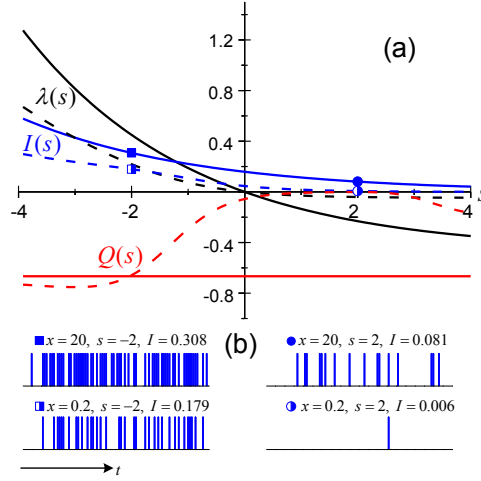 1.2
(a)
0.8
λ(s)
0.4
I(s)
-4 -2 0 2 4 s
-0.4
Q(s)
-0.8
(b)
x = 20, s = −2, I = 0.308
x = 20, s = 2, I = 0.081
x = 0.2, s = −2, I = 0.179
x = 0.2, s = 2, I = 0.006
t